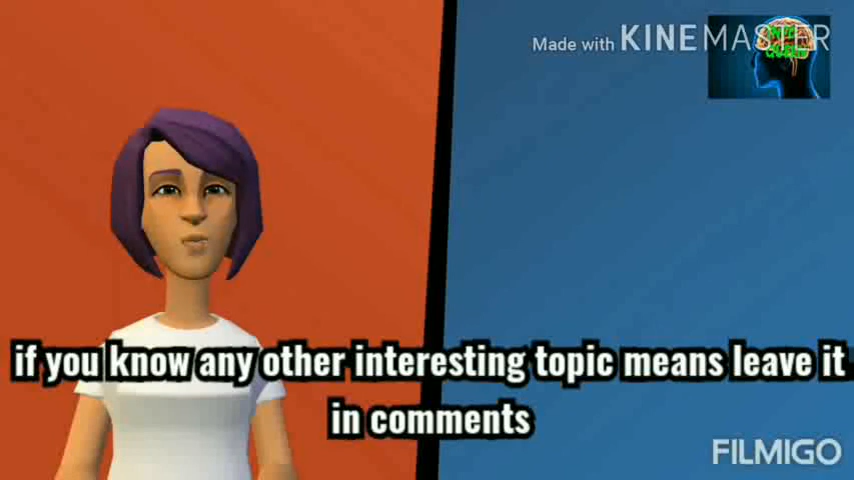 Made with KINEMASTER
if you know any other interesting topic means leave it
in comments
FILMIGO